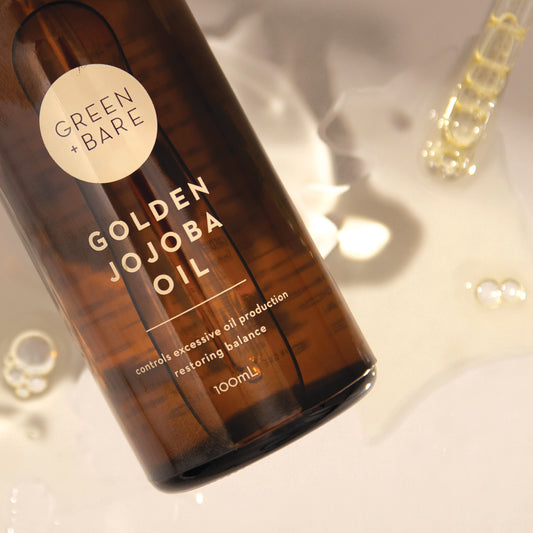 GREEN
+ BARE
GOLDEN
JOJOBA
OIL
controls excessive oil production
restoring balance
100mL